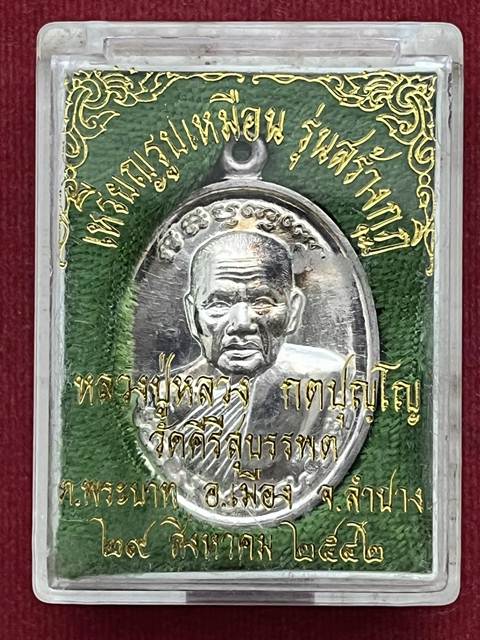 เหรียญรูปเหมือน รุ่นสร้างกุฏิ
หลวงปู่หลวง กตปุญฺโญ
วัดคีรีสุบรรพต
ภ.พระบาท อ.เมือง จ.ลำปาง
๒๙ สิงหาคม ๒๕๔๒